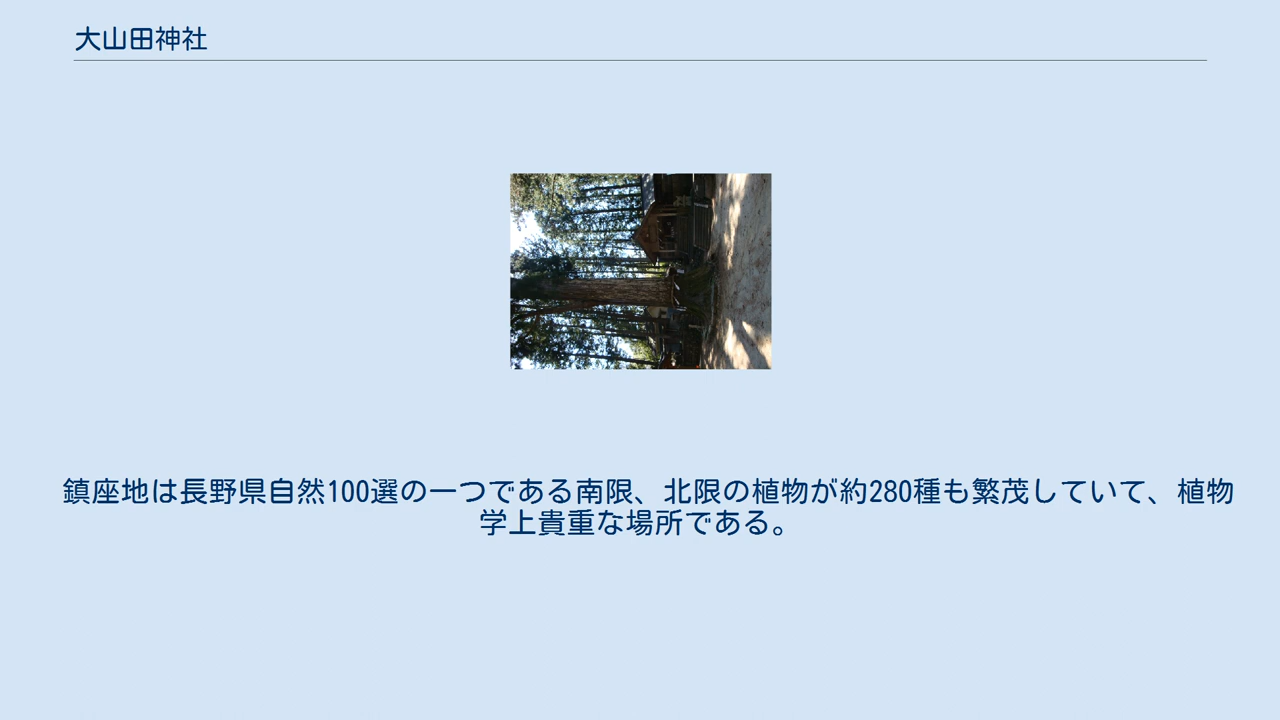 大山田神社
鎮座地は長野県自然100選の一つである南限、北限の植物が約280種も繁茂していて、植物
学上貴重な場所である。